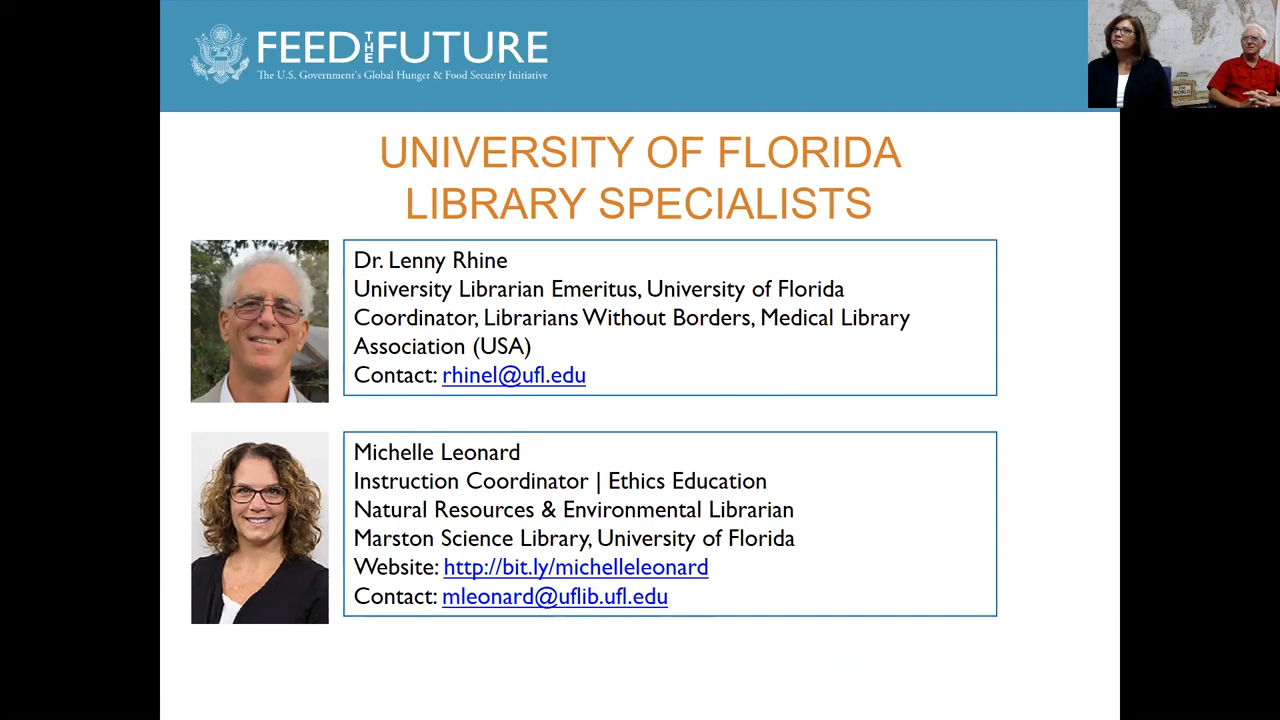 FEED THE FUTURE
The U.S. Government's Global Hunger & Food Security Initiative
UNIVERSITY OF FLORIDA
LIBRARY SPECIALISTS
Dr. Lenny Rhine
University Librarian Emeritus, University of Florida
Coordinator, Librarians Without Borders, Medical Library
Association (USA)
Contact: rhinel@ufl.edu
Michelle Leonard
Instruction Coordinator | Ethics Education
Natural Resources & Environmental Librarian
Marston Science Library, University of Florida
Website: http://bit.ly/michelleleonard
Contact: mleonard@uflib.ufl.edu